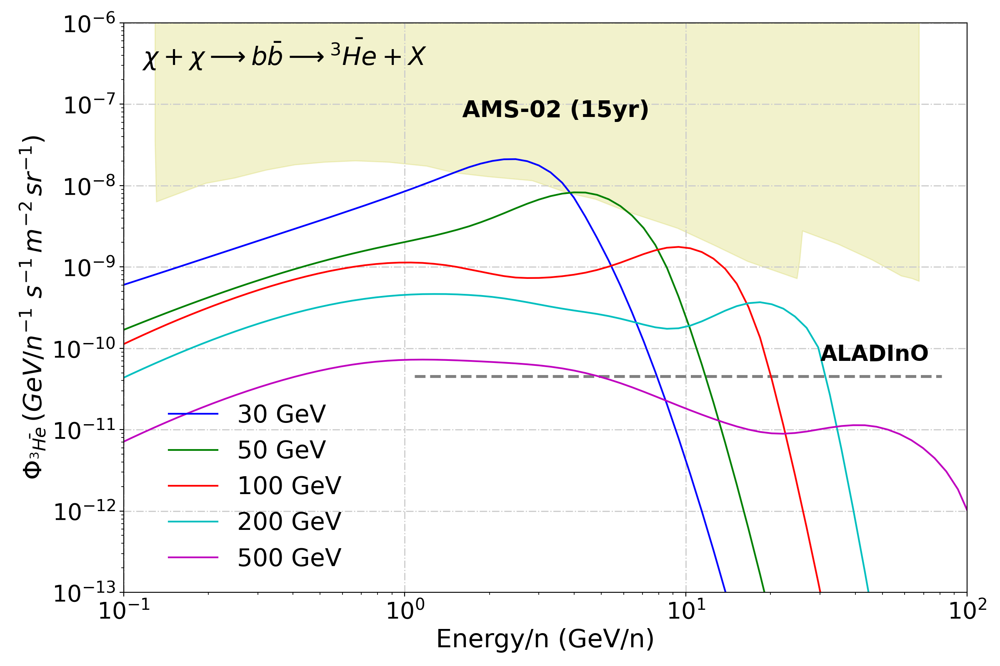 10⁻⁶
10⁻⁷
10⁻⁸
10⁻⁹
10⁻¹⁰
10⁻¹¹
10⁻¹²
10⁻¹³
Φ₃H̄e (GeV/n⁻¹ s⁻¹ m⁻² sr⁻¹)
χ + χ ⟶ bb̄ ⟶ ³H̄e + X
AMS-02 (15yr)
ALADInO
30 GeV
50 GeV
100 GeV
200 GeV
500 GeV
10⁻¹ 10⁰ 10¹ 10²
Energy/n (GeV/n)